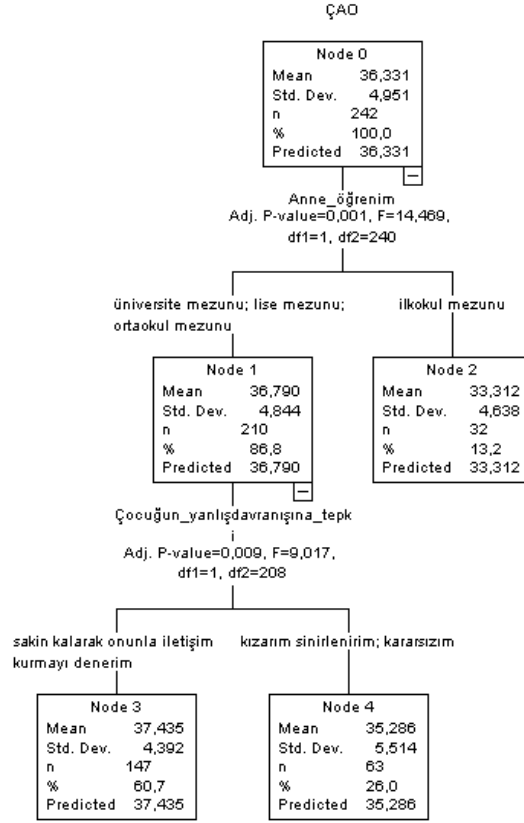 ÇAO
Node 0
Mean 36,331
Std. Dev. 4,951
n 242
% 100,0
Predicted 36,331
Anne_öğrenim
Adj. P-value=0,001, F=14,469,
df1=1, df2=240
üniversite mezunu; lise mezunu;
ortaokul mezunu
ilkokul mezunu
Node 1
Mean 36,790
Std. Dev. 4,844
n 210
% 86,8
Predicted 36,790
Node 2
Mean 33,312
Std. Dev. 4,638
n 32
% 13,2
Predicted 33,312
Çocuğun_yanlışdavranışına_tepk
i
Adj. P-value=0,009, F=9,017,
df1=1, df2=208
sakin kalarak onunla iletişim
kurmayı denerim
kızarım sinirlenirim; kararsızım
Node 3
Mean 37,435
Std. Dev. 4,392
n 147
% 60,7
Predicted 37,435
Node 4
Mean 35,286
Std. Dev. 5,514
n 63
% 26,0
Predicted 35,286